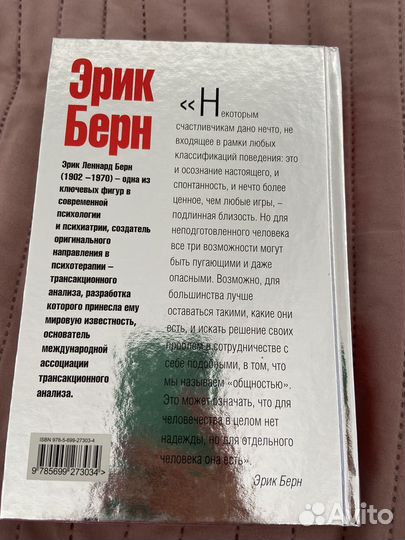 Эрик
Берн
Эрик Леннард Берн
(1902 –1970) – одна из
ключевых фигур в
современной
психологии
и психиатрии, создатель
оригинального
направления в
психотерапии –
трансакционного
анализа, разработка
которого принесла ему
мировую известность,
основатель
международной
ассоциации
трансакционного
анализа.
«Некоторым
счастливчикам дано нечто, не
входящее в рамки любых
классификаций поведения: это
и осознание настоящего, и
спонтанность, и нечто более
ценное, чем любые игры, –
подлинная близость. Но для
неподготовленного человека
все три возможности могут
быть пугающими и даже
опасными. Возможно, для
большинства лучше
оставаться такими, какие они
есть, и искать решение своих
проблем в сотрудничестве с
себе подобными, в том, что
мы называем «общностью».
Это может означать, что для
человечества в целом нет
надежды, но для отдельного
человека она есть».
Эрик Берн
ISBN 978-5-699-27303-4
9 785699 273034 >
Avito